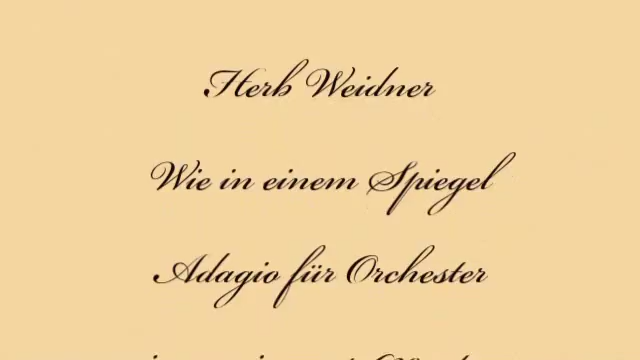 Herb Weidner
Wie in einem Spiegel
Adagio für Orchester